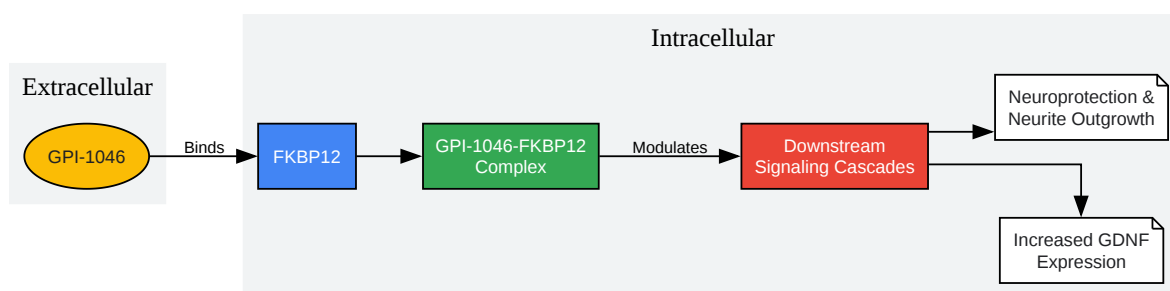 Intracellular
Extracellular
GPI-1046
Binds
FKBP12
GPI-1046-FKBP12
Complex
Modulates
Downstream
Signaling Cascades
Neuroprotection &
Neurite Outgrowth
Increased GDNF
Expression